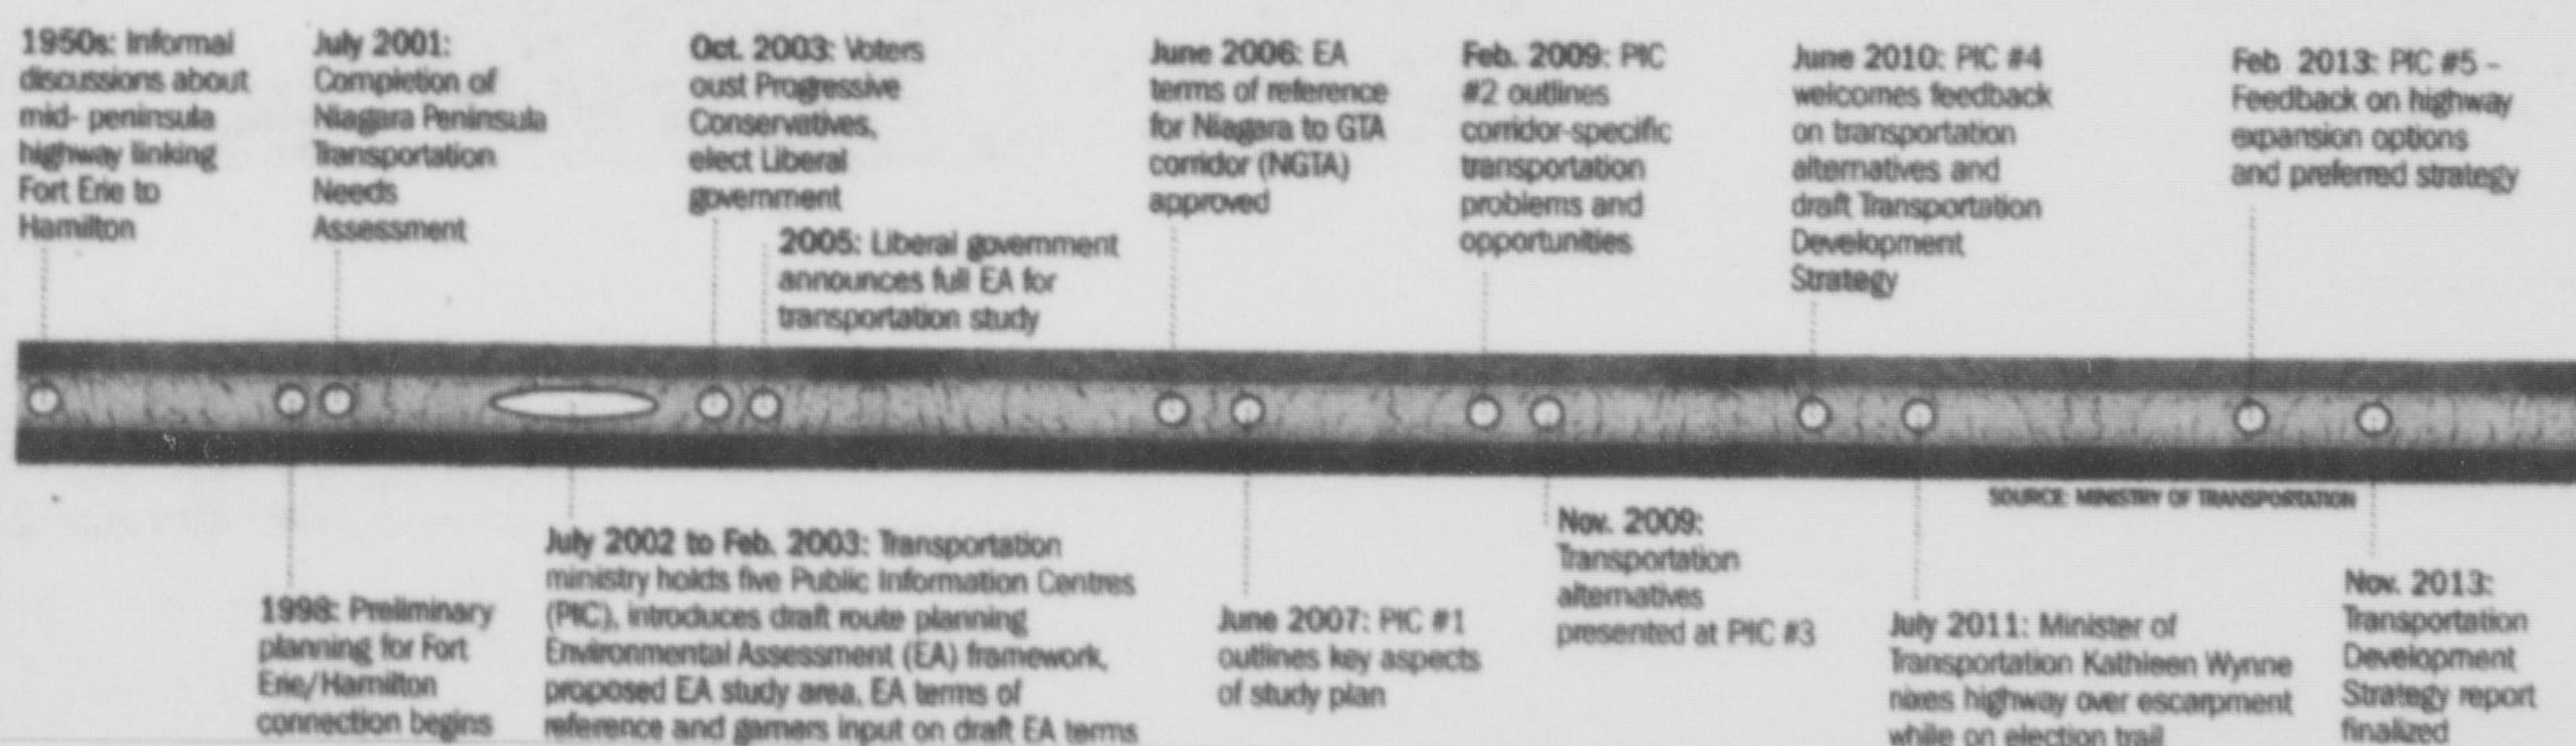 1950s: Informal
discussions about
mid- peninsula
highway linking
Fort Erie to
Hamilton
July 2001:
Completion of
Niagara Peninsula
Transportation
Needs
Assessment
Oct. 2003: Voters
oust Progressive
Conservatives,
elect Liberal
government
2005: Liberal government
announces full EA for
transportation study
June 2006: EA
terms of reference
for Niagara to GTA
corridor (NGTA)
approved
Feb. 2009: PIC
#2 outlines
corridor-specific
transportation
problems and
opportunities
June 2010: PIC #4
welcomes feedback
on transportation
alternatives and
draft Transportation
Development
Strategy
Feb 2013: PIC #5 –
Feedback on highway
expansion options
and preferred strategy
SOURCE: MINISTRY OF TRANSPORTATION
1998: Preliminary
planning for Fort
Erie/Hamilton
connection begins
July 2002 to Feb. 2003: Transportation
ministry holds five Public Information Centres
(PIC), introduces draft route planning
Environmental Assessment (EA) framework,
proposed EA study area, EA terms of
reference and garners input on draft EA terms
June 2007: PIC #1
outlines key aspects
of study plan
Nov. 2009:
Transportation
alternatives
presented at PIC #3
July 2011: Minister of
Transportation Kathleen Wynne
nixes highway over escarpment
while on election trail
Nov. 2013:
Transportation
Development
Strategy report
finalized